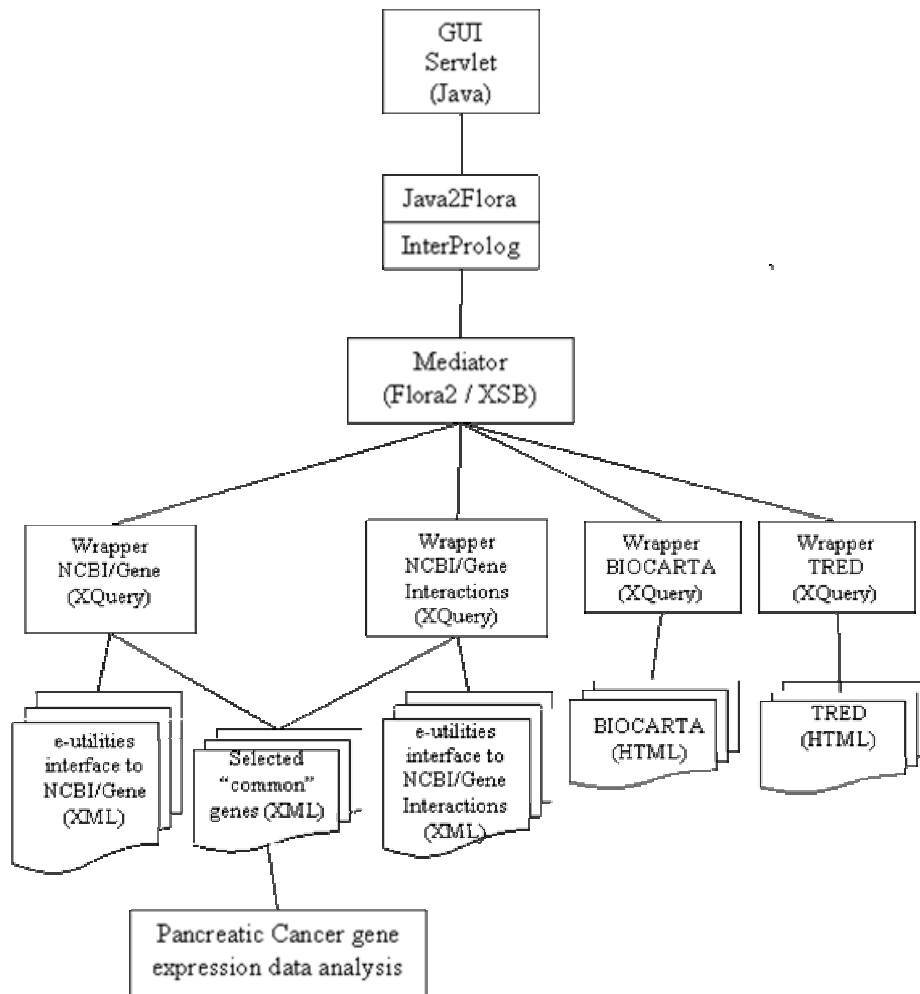 GUI
Servlet
(Java)
Java2Flora
InterProlog
Mediator
(Flora2 / XSB)
Wrapper
NCBI/Gene
(XQuery)
Wrapper
NCBI/Gene
Interactions
(XQuery)
Wrapper
BIOCARTA
(XQuery)
Wrapper
TRED
(XQuery)
e-utilities
interface to
NCBI/Gene
(XML)
Selected
“common”
genes (XML)
e-utilities
interface to
NCBI/Gene
Interactions
(XML)
BIOCARTA
(HTML)
TRED
(HTML)
Pancreatic Cancer gene
expression data analysis